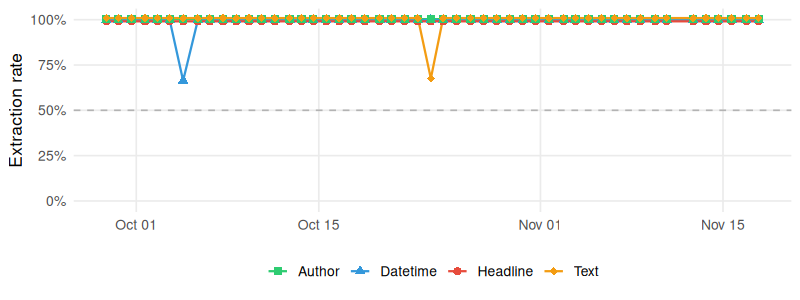 Extraction rate
100%
75%
50%
25%
0%
Oct 01 Oct 15 Nov 01 Nov 15
Author Datetime Headline Text